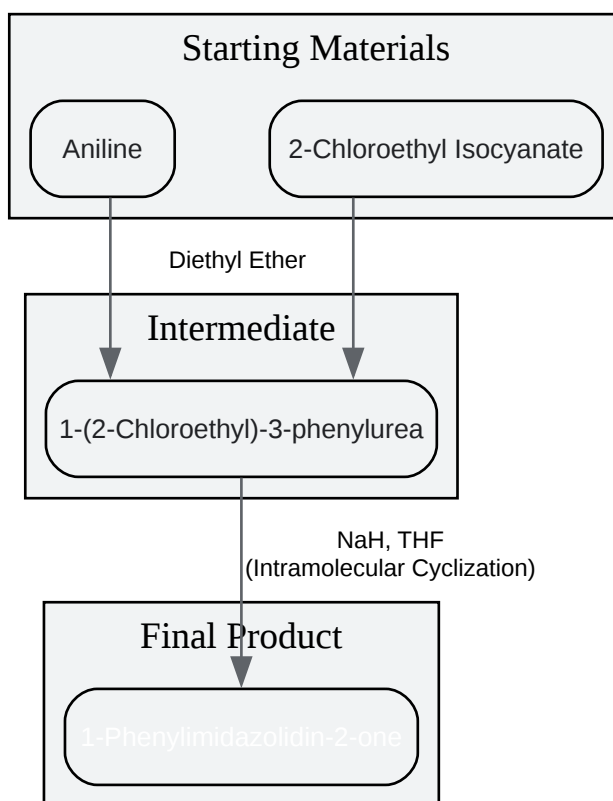 Starting Materials
Aniline
2-Chloroethyl Isocyanate
Diethyl Ether
Intermediate
1-(2-Chloroethyl)-3-phenylurea
NaH, THF
(Intramolecular Cyclization)
Final Product
1-Phenylimidazolidin-2-one